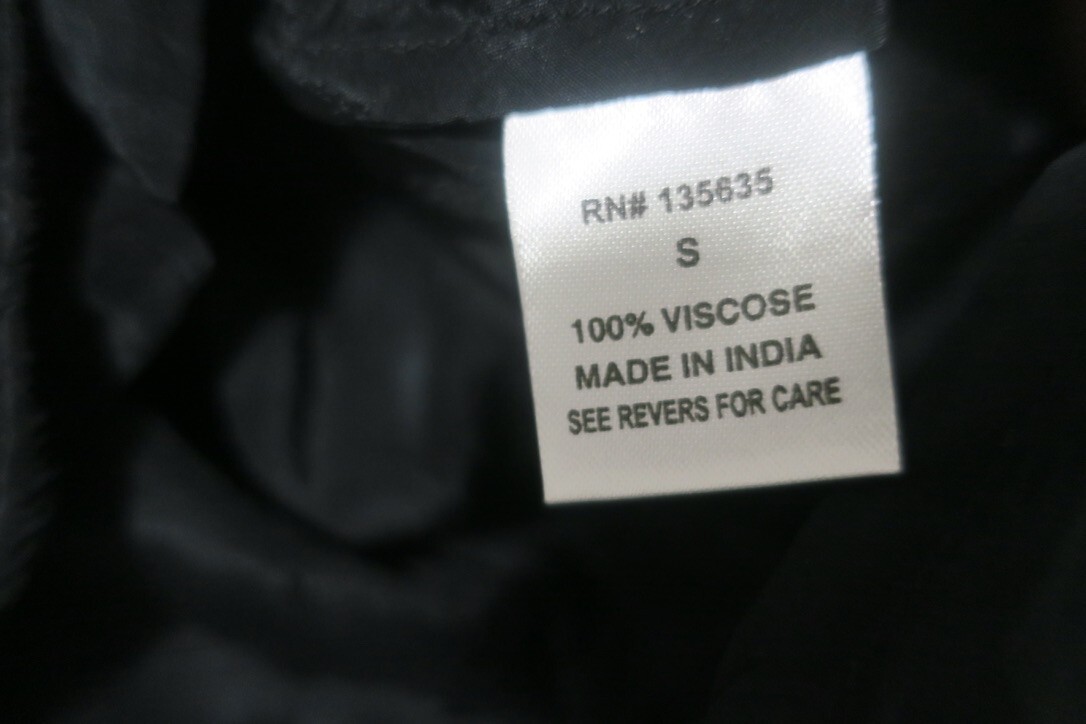 RN# 135635
S
100% VISCOSE
MADE IN INDIA
SEE REVERS FOR CARE